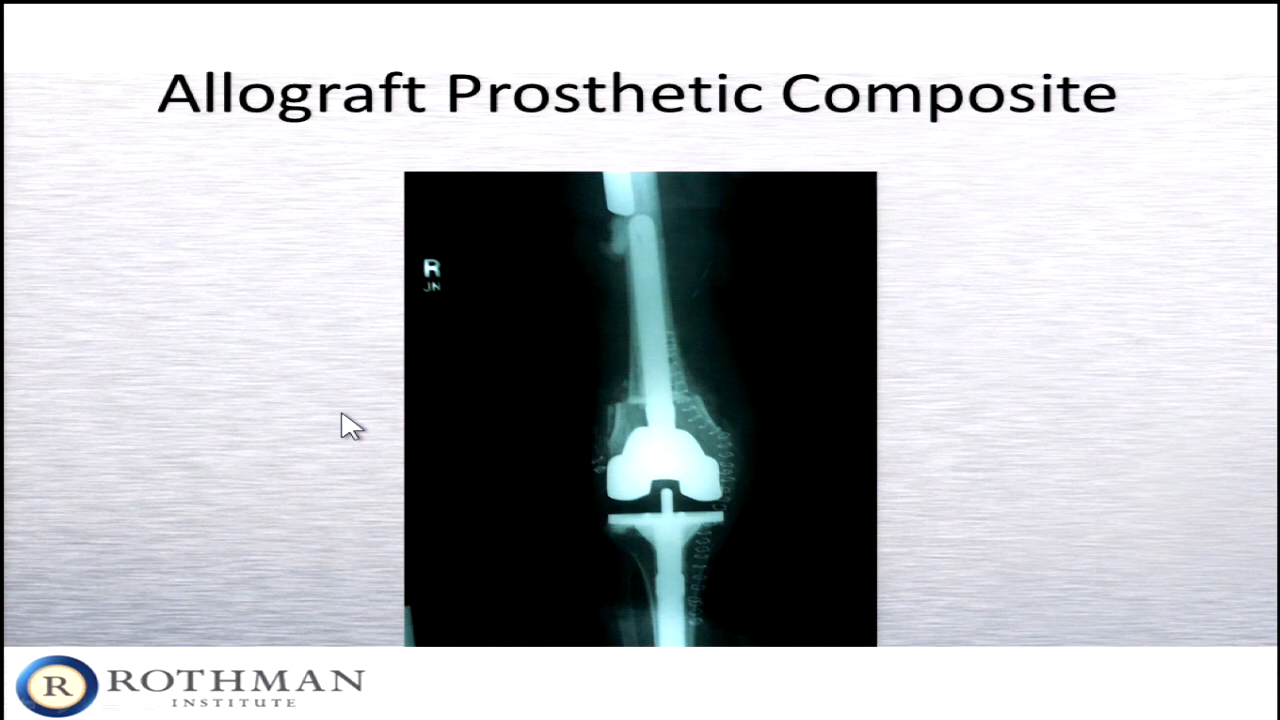 Allograft Prosthetic Composite
R
JN
R
ROTHMAN
INSTITUTE